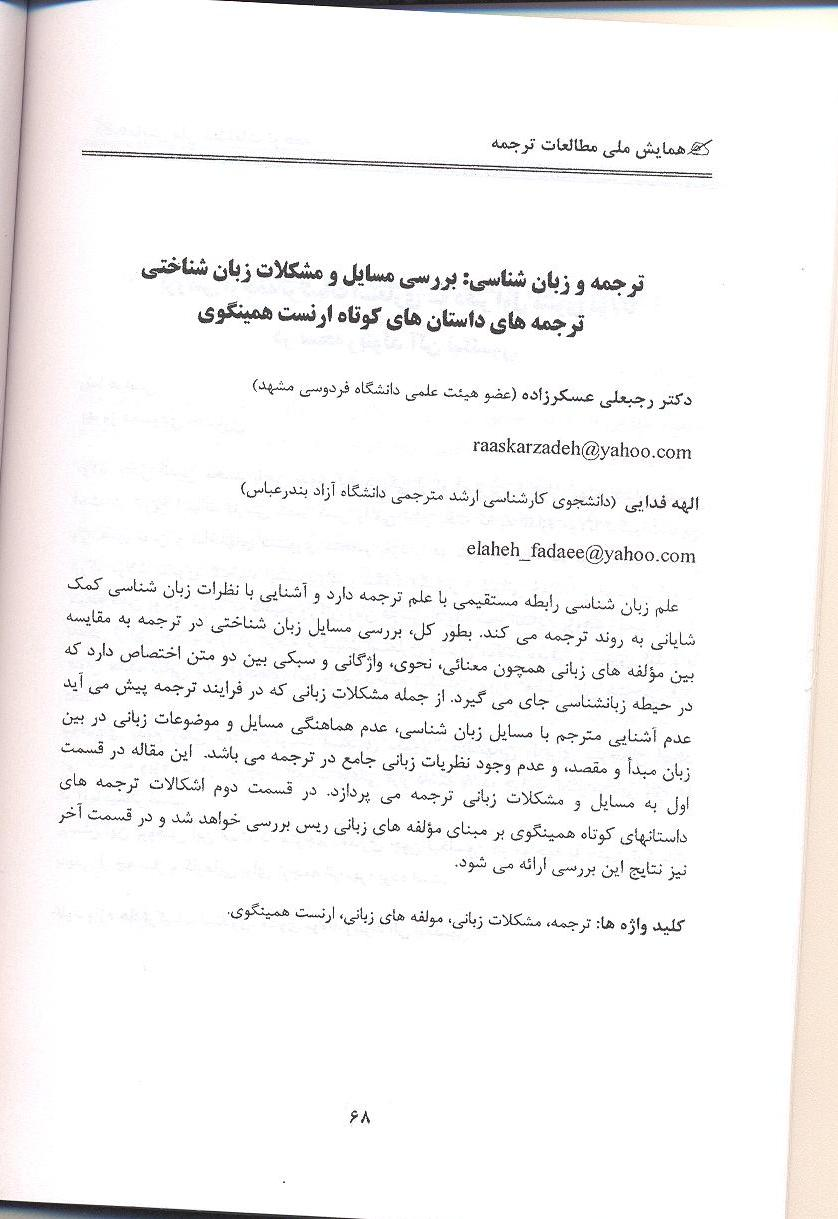 همایش ملی مطالعات ترجمه
ترجمه و زبان شناسی: بررسی مسایل و مشکلات زبان شناختی
ترجمه های داستان های کوتاه ارنست همینگوی
دکتر رجبعلی عسکرزاده (عضو هیئت علمی دانشگاه فردوسی مشهد)
raaskarzadeh@yahoo.com
الهه فدایی (دانشجوی کارشناسی ارشد مترجمی دانشگاه آزاد بندرعباس)
elaheh_fadaee@yahoo.com
علم زبان شناسی رابطه مستقیمی با علم ترجمه دارد و آشنایی با نظرات زبان شناسی کمک
شایانی به روند ترجمه می کند. بطور کل، بررسی مسایل زبان شناختی در ترجمه به مقایسه
بین مؤلفه های زبانی همچون معنائی، نحوی، واژگانی و سبکی بین دو متن اختصاص دارد که
در حیطه زبانشناسی جای می گیرد. از جمله مشکلات زبانی که در فرایند ترجمه پیش می آید
عدم آشنایی مترجم با مسایل زبان شناسی، عدم هماهنگی مسایل و موضوعات زبانی در بین
زبان مبدأ و مقصد، و عدم وجود نظریات زبانی جامع در ترجمه می باشد. این مقاله در قسمت
اول به مسایل و مشکلات زبانی ترجمه می پردازد. در قسمت دوم اشکالات ترجمه های
داستانهای کوتاه همینگوی بر مبنای مؤلفه های زبانی ریس بررسی خواهد شد و در قسمت آخر
نیز نتایج این بررسی ارائه می شود.
کلید واژه ها: ترجمه، مشکلات زبانی، مولفه های زبانی، ارنست همینگوی.
۶۸